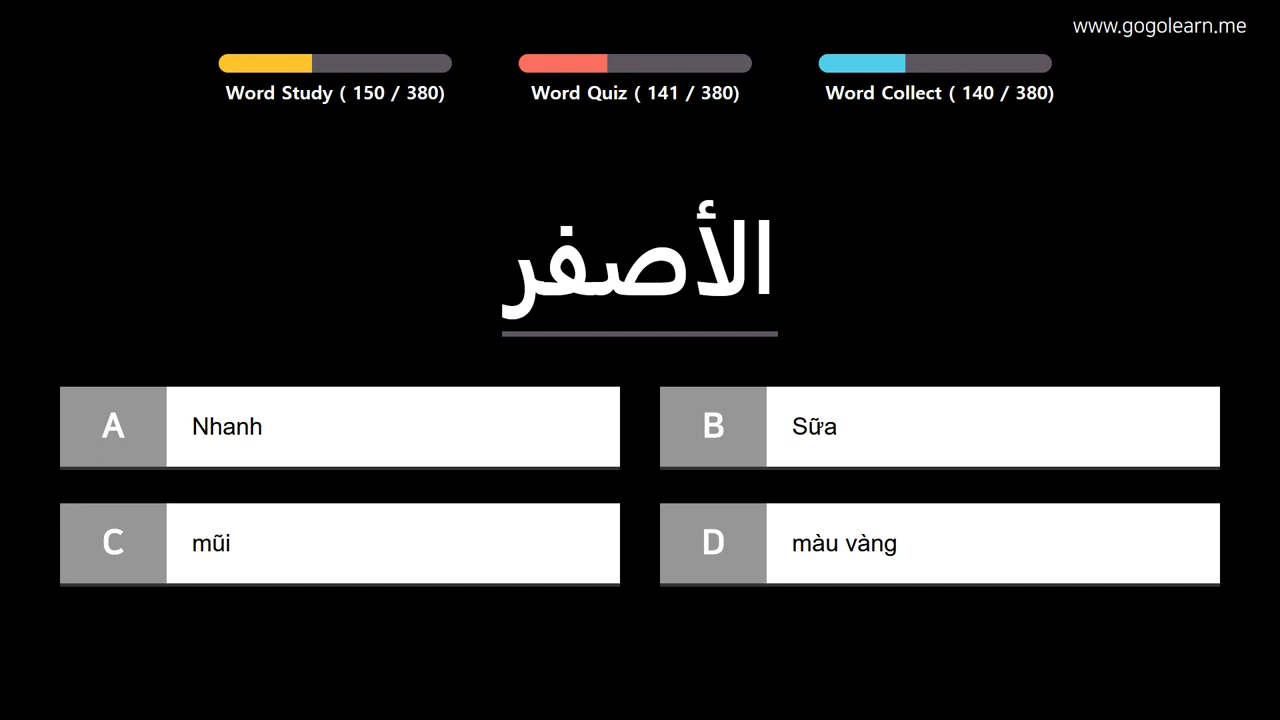 www.gogolearn.me
Word Study ( 150 / 380)
Word Quiz ( 141 / 380)
Word Collect ( 140 / 380)
الأصفر
A
Nhanh
B
Sữa
C
mũi
D
màu vàng